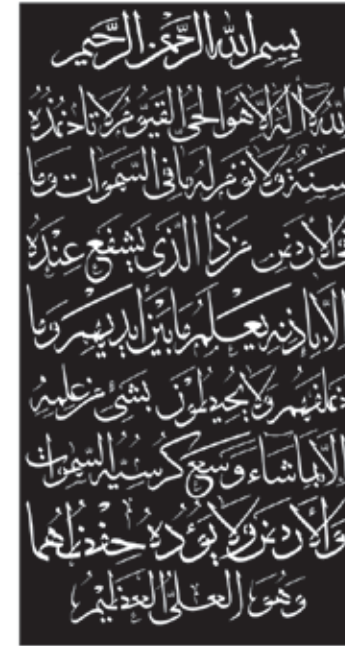 بسم الله الرحمن الرحيم
الله لا إله إلا هو الحي القيوم لا تأخذه
سنة ولا نوم له ما في السموات وما
في الأرض من ذا الذي يشفع عنده
إلا بإذنه يعلم ما بين أيديهم وما
خلفهم ولا يحيطون بشيء من علمه
إلا بما شاء وسع كرسيه السموات
والأرض ولا يؤده حفظهما
وهو العلي العظيم